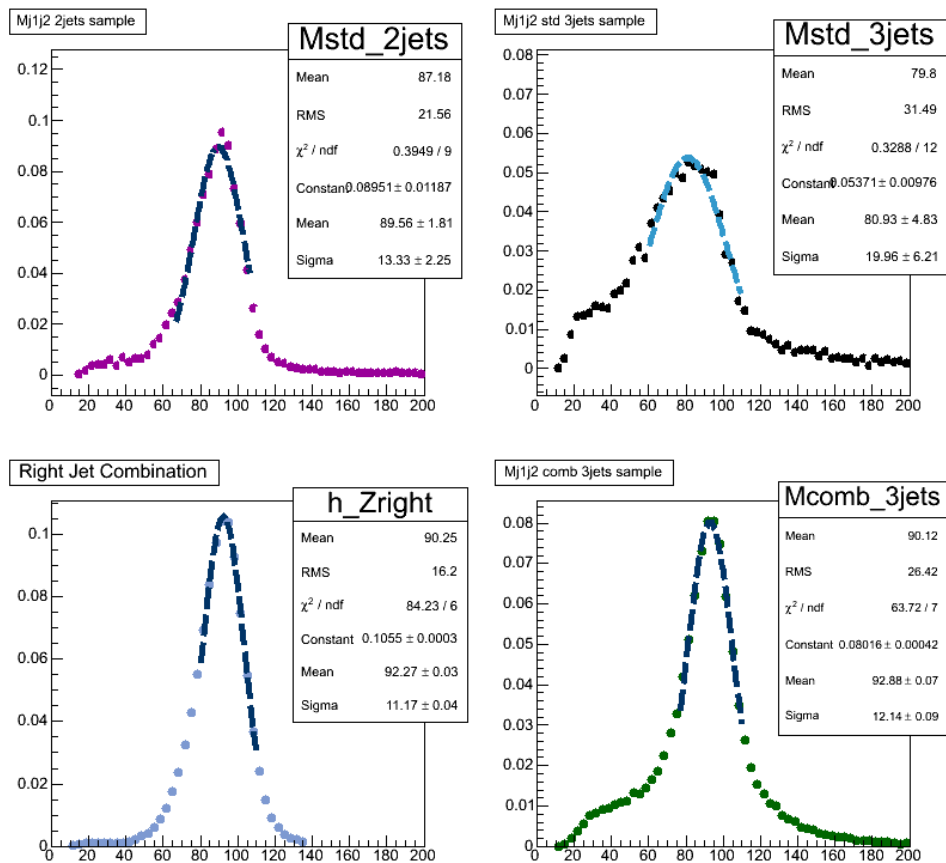 Mj1j2 2jets sample
Mstd_2jets
Mean 87.18
RMS 21.56
χ² / ndf 0.3949 / 9
Constant 0.08951 ± 0.01187
Mean 89.56 ± 1.81
Sigma 13.33 ± 2.25
0.12
0.1
0.08
0.06
0.04
0.02
0
0 20 40 60 80 100 120 140 160 180 200
Mj1j2 std 3jets sample
Mstd_3jets
Mean 79.8
RMS 31.49
χ² / ndf 0.3288 / 12
Constant 0.05371 ± 0.00976
Mean 80.93 ± 4.83
Sigma 19.96 ± 6.21
0.08
0.07
0.06
0.05
0.04
0.03
0.02
0.01
0
0 20 40 60 80 100 120 140 160 180 200
Right Jet Combination
h_Zright
Mean 90.25
RMS 16.2
χ² / ndf 84.23 / 6
Constant 0.1055 ± 0.0003
Mean 92.27 ± 0.03
Sigma 11.17 ± 0.04
0.1
0.08
0.06
0.04
0.02
0
0 20 40 60 80 100 120 140 160 180 200
Mj1j2 comb 3jets sample
Mcomb_3jets
Mean 90.12
RMS 26.42
χ² / ndf 63.72 / 7
Constant 0.08016 ± 0.00042
Mean 92.88 ± 0.07
Sigma 12.14 ± 0.09
0.08
0.07
0.06
0.05
0.04
0.03
0.02
0.01
0
0 20 40 60 80 100 120 140 160 180 200